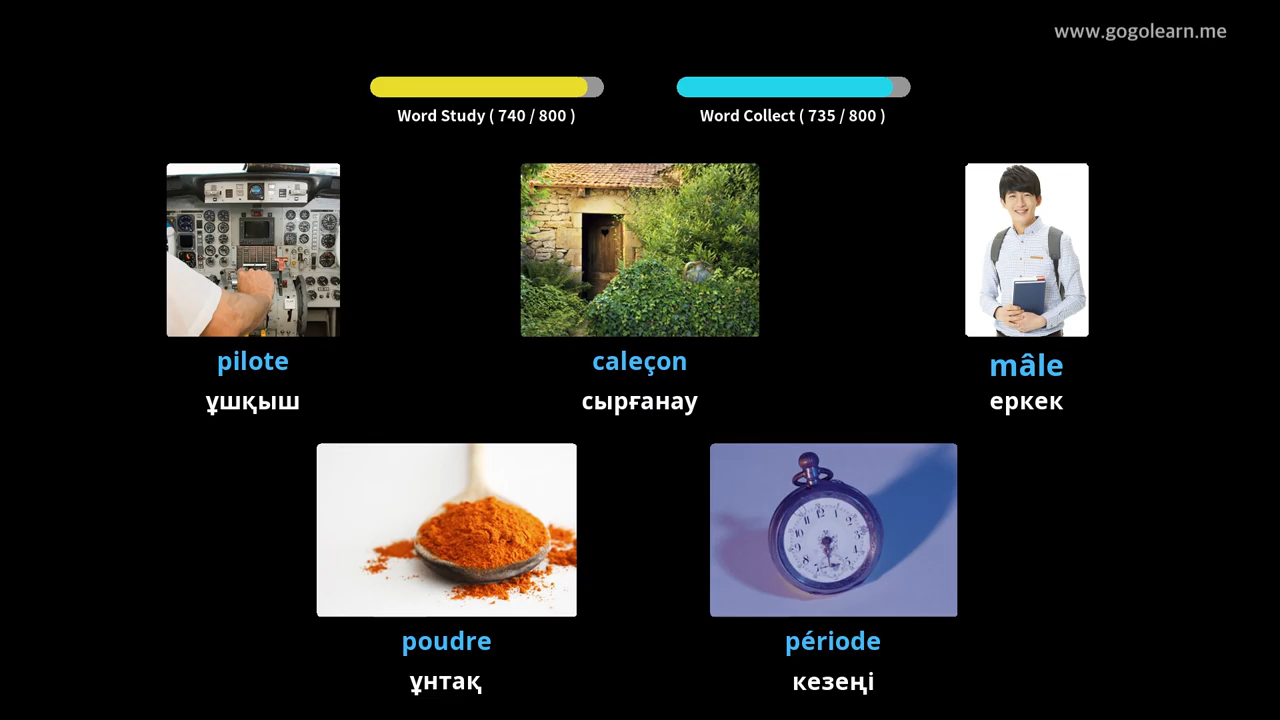 www.gogolearn.me
Word Study ( 740 / 800 )
Word Collect ( 735 / 800 )
pilote
ұшқыш
caleçon
сырғанау
mâle
еркек
poudre
ұнтақ
période
кезеңі